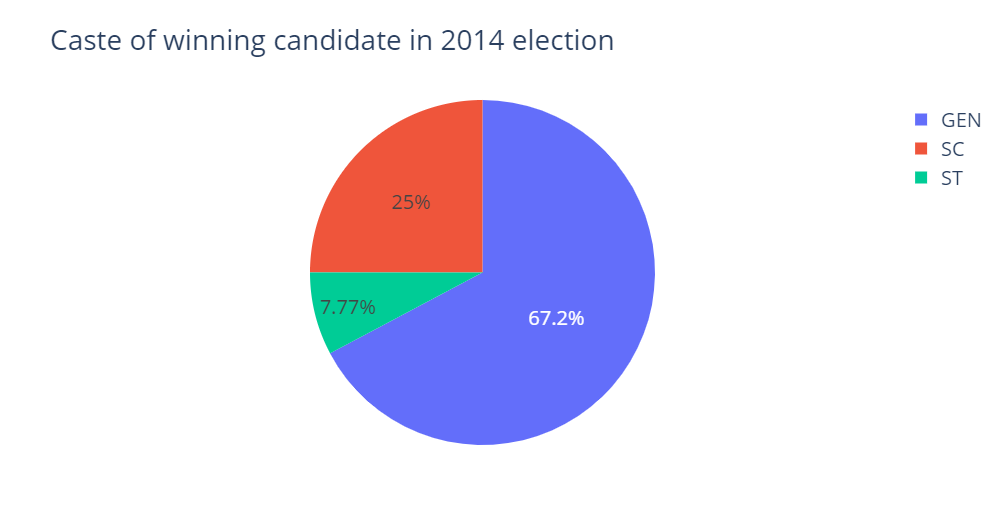 Caste of winning candidate in 2014 election
GEN
SC
ST
25%
7.77%
67.2%